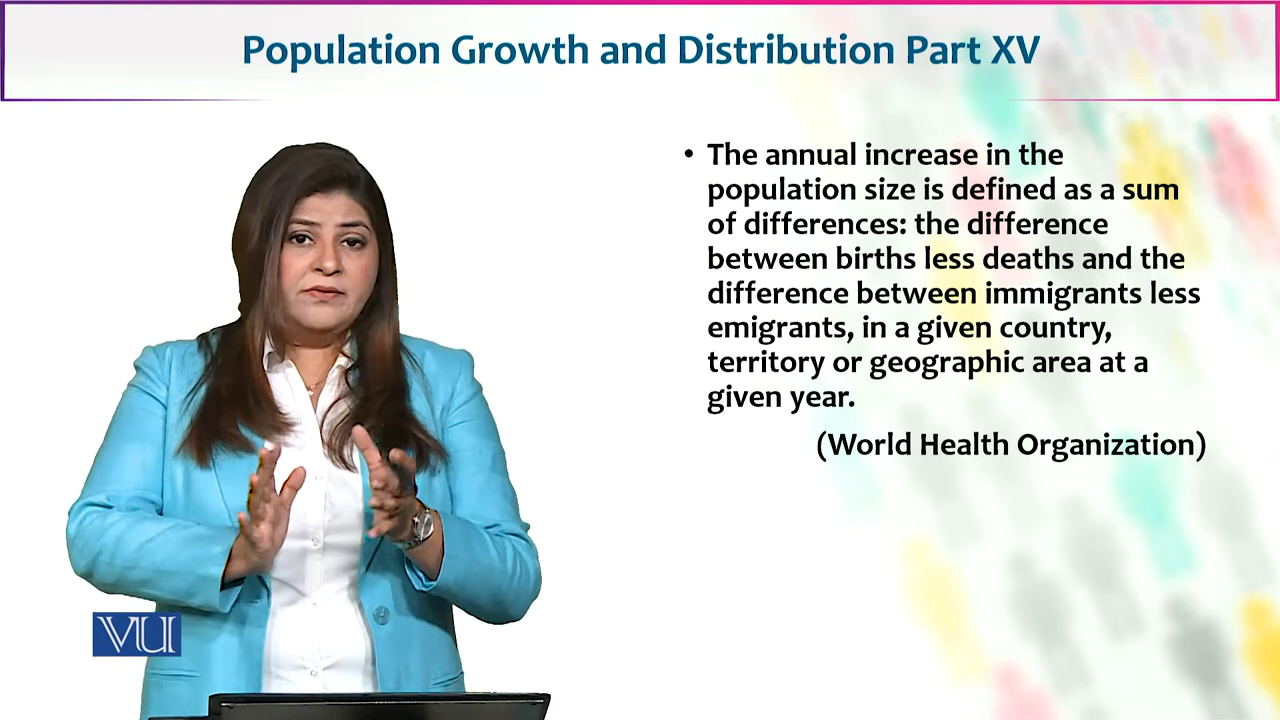 Population Growth and Distribution Part XV
• The annual increase in the
population size is defined as a sum
of differences: the difference
between births less deaths and the
difference between immigrants less
emigrants, in a given country,
territory or geographic area at a
given year.
(World Health Organization)
VU